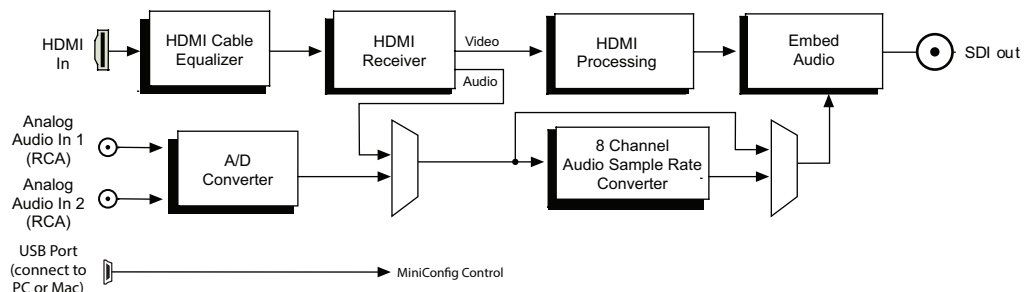 HDMI
In
HDMI Cable
Equalizer
HDMI
Receiver
Video
Audio
HDMI
Processing
Embed
Audio
SDI out
Analog
Audio In 1
(RCA)
Analog
Audio In 2
(RCA)
A/D
Converter
8 Channel
Audio Sample Rate
Converter
USB Port
(connect to
PC or Mac)
MiniConfig Control